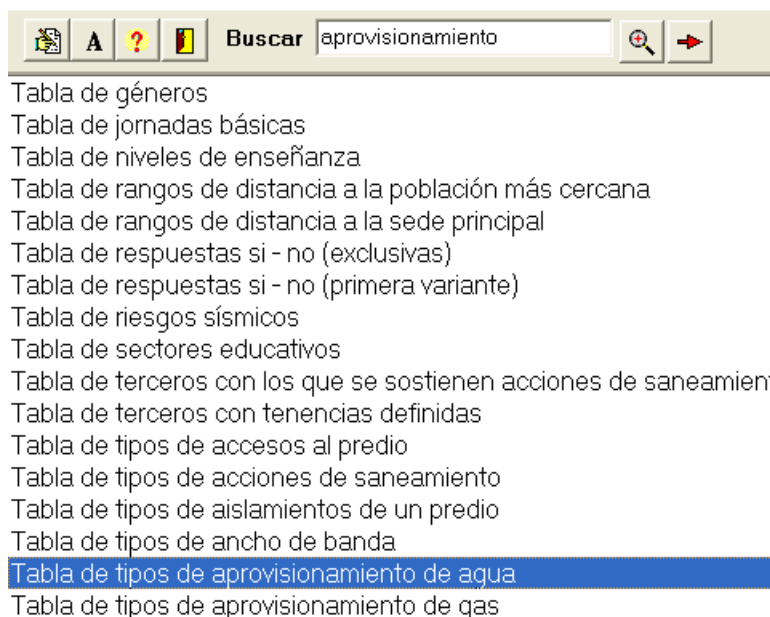 A ? Buscar aprovisionamiento
Tabla de géneros
Tabla de jornadas básicas
Tabla de niveles de enseñanza
Tabla de rangos de distancia a la población más cercana
Tabla de rangos de distancia a la sede principal
Tabla de respuestas si - no (exclusivas)
Tabla de respuestas si - no (primera variante)
Tabla de riesgos sísmicos
Tabla de sectores educativos
Tabla de terceros con los que se sostienen acciones de saneamien
Tabla de terceros con tenencias definidas
Tabla de tipos de accesos al predio
Tabla de tipos de acciones de saneamiento
Tabla de tipos de aislamientos de un predio
Tabla de tipos de ancho de banda
Tabla de tipos de aprovisionamiento de agua
Tabla de tipos de aprovisionamiento de gas